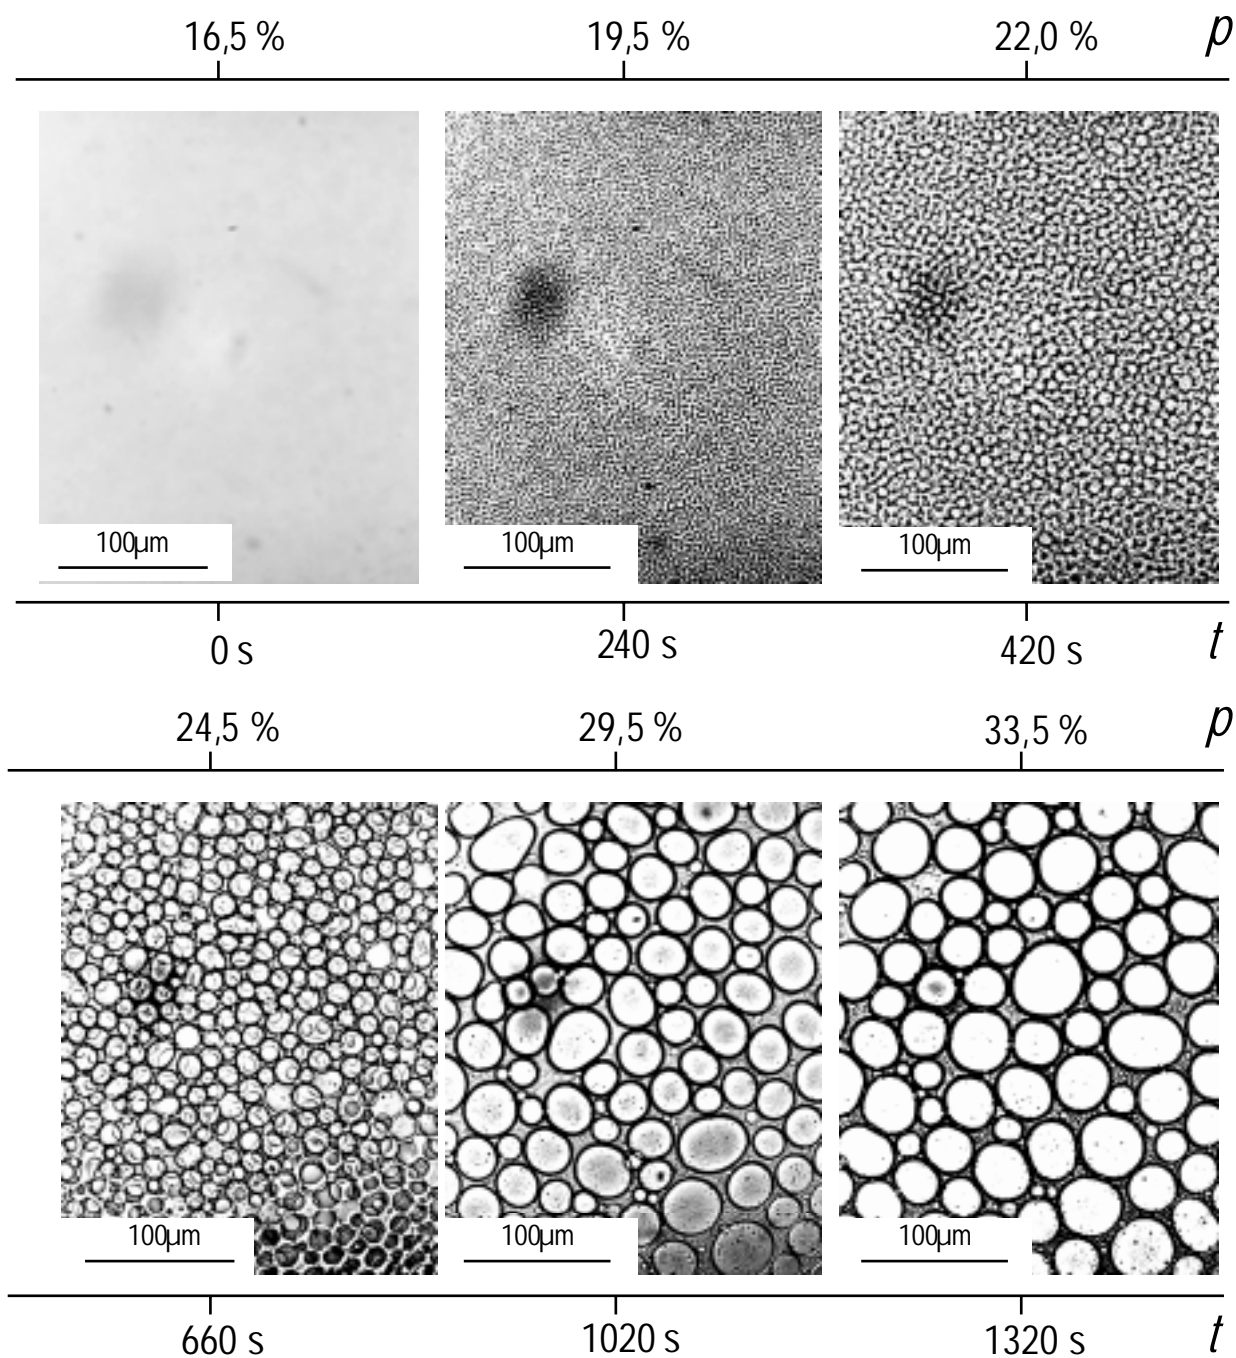 16,5 % 19,5 % 22,0 % p
100µm 100µm 100µm
0 s 240 s 420 s t
24,5 % 29,5 % 33,5 % p
100µm 100µm 100µm
660 s 1020 s 1320 s t